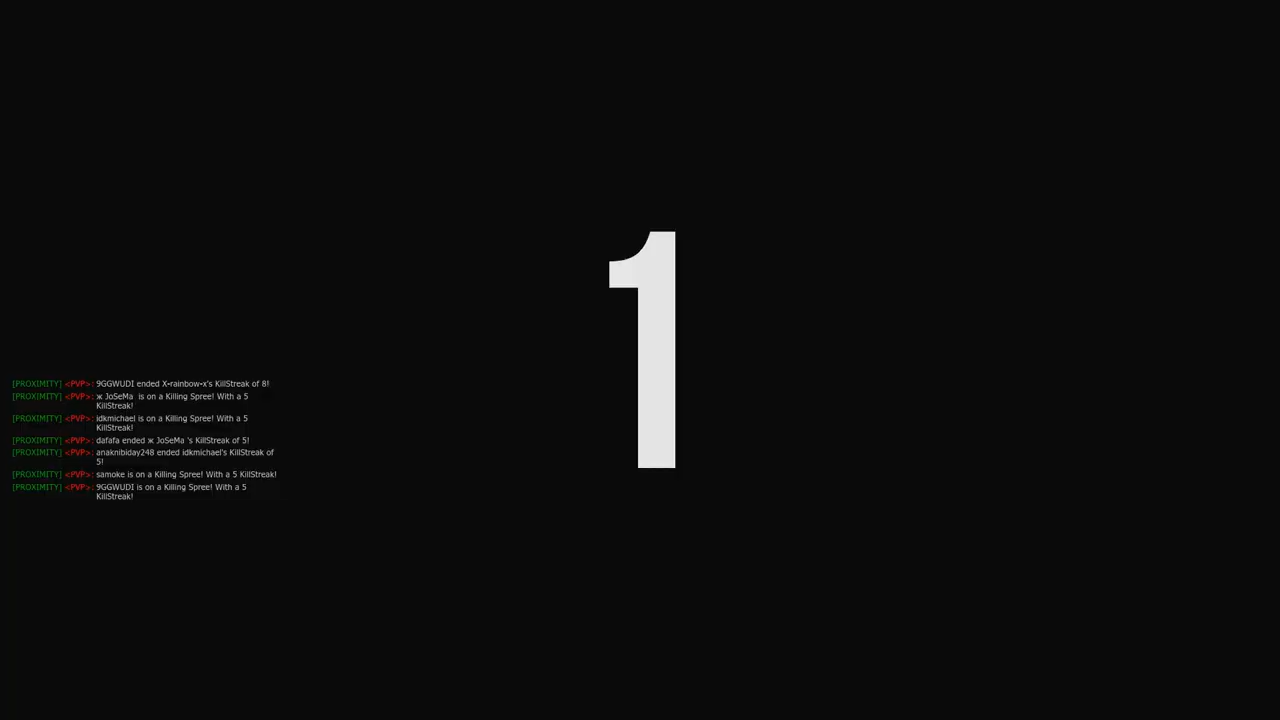 1
[PROXIMITY] <PVP>: 9GGWUDI ended X-rainbow-x's KillStreak of 8!
[PROXIMITY] <PVP>: ж JoSeMa  is on a Killing Spree! With a 5
KillStreak!
[PROXIMITY] <PVP>: idkmichael is on a Killing Spree! With a 5
KillStreak!
[PROXIMITY] <PVP>: dafafa ended ж JoSeMa 's KillStreak of 5!
[PROXIMITY] <PVP>: anaknibiday248 ended idkmichael's KillStreak of
5!
[PROXIMITY] <PVP>: samoke is on a Killing Spree! With a 5 KillStreak!
[PROXIMITY] <PVP>: 9GGWUDI is on a Killing Spree! With a 5
KillStreak!